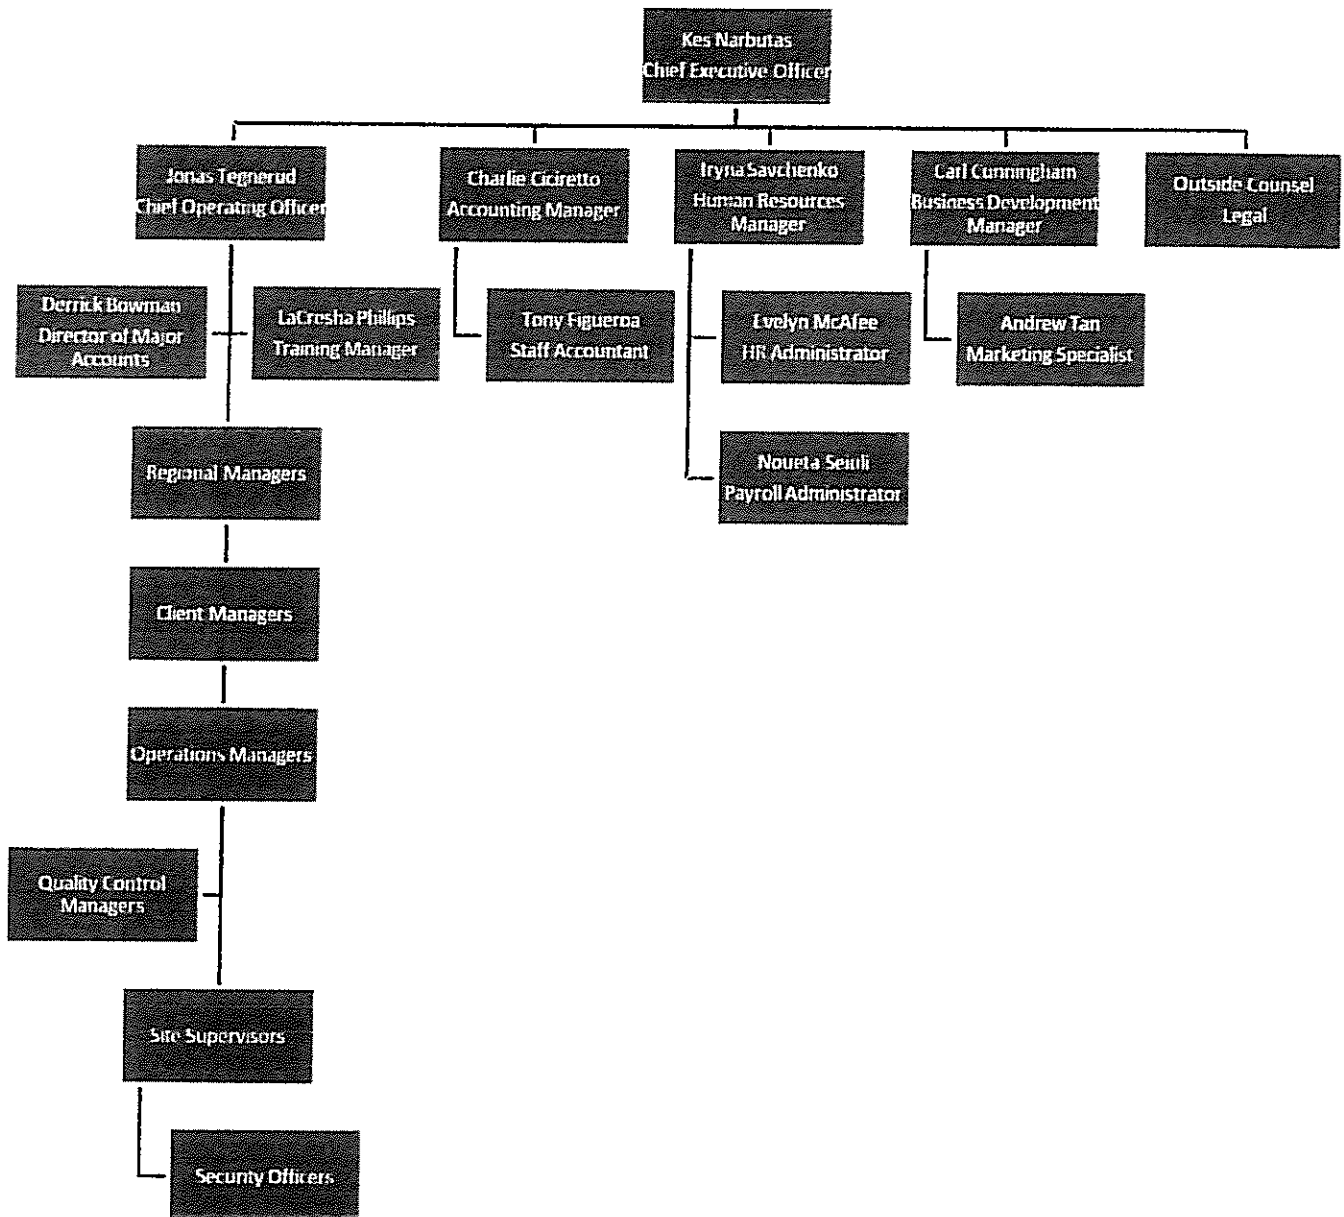 Kes Narbutas
Chief Executive Officer
Jonas Tegnerud
Chief Operating Officer
Charlie Ciciretto
Accounting Manager
Iryna Savchenko
Human Resources
Manager
Carl Cunningham
Business Development
Manager
Outside Counsel
Legal
Derrick Bowman
Director of Major
Accounts
LaCresha Phillips
Training Manager
Tony Figueroa
Staff Accountant
Evelyn McAfee
HR Administrator
Andrew Tan
Marketing Specialist
Regional Managers
Noueta
Payroll Administrator
Client Managers
Operations Managers
Quality Control
Managers
Site Supervisors
Security Officers